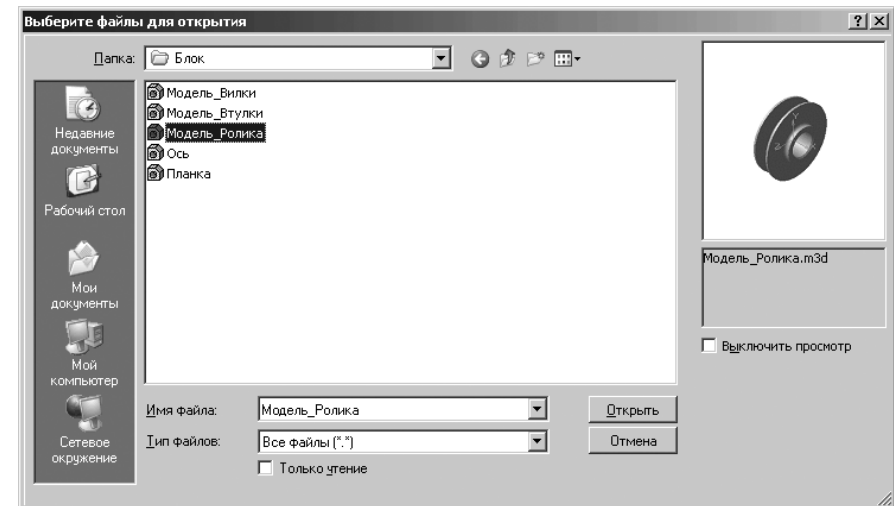 Выберите файлы для открытия
Папка: Блок
Недавние
документы
Рабочий стол
Мои
документы
Мой
компьютер
Сетевое
окружение
Модель_Вилки
Модель_Втулки
Модель_Ролика
Ось
Планка
Имя файла: Модель_Ролика
Открыть
Тип файлов: Все файлы (*.*)
Отмена
Только чтение
Y
Z X
Модель_Ролика.m3d
Выключить просмотр